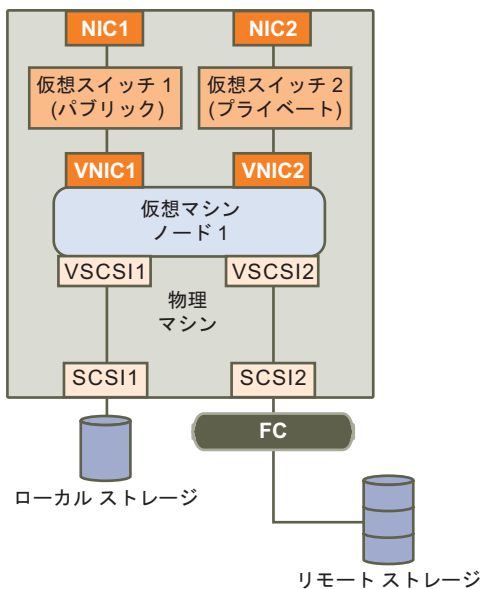 NIC1
NIC2
仮想スイッチ 1
(パブリック)
仮想スイッチ 2
(プライベート)
VNIC1
VNIC2
仮想マシン
ノード 1
VSCSI1
VSCSI2
物理
マシン
SCSI1
SCSI2
FC
ローカル ストレージ
リモート ストレージ